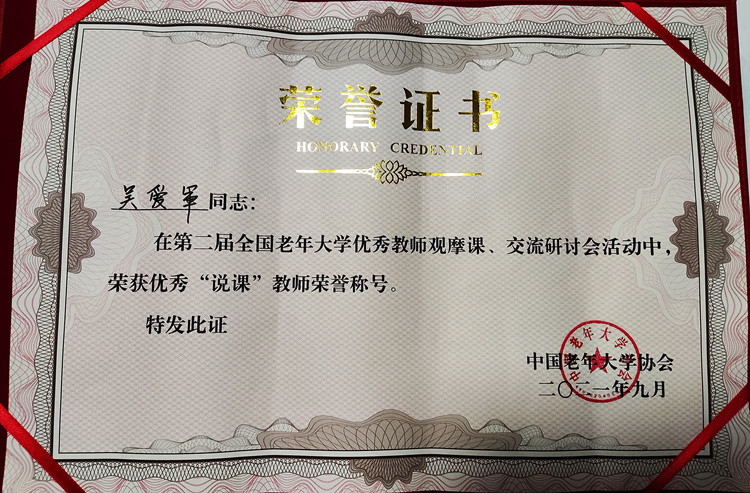 荣誉证书
HONORARY CREDENTIAL
吴爱军同志：
在第二届全国老年大学优秀教师观摩课、交流研讨会活动中，
荣获优秀“说课”教师荣誉称号。
特发此证
中国老年大学协会
二〇二一年九月